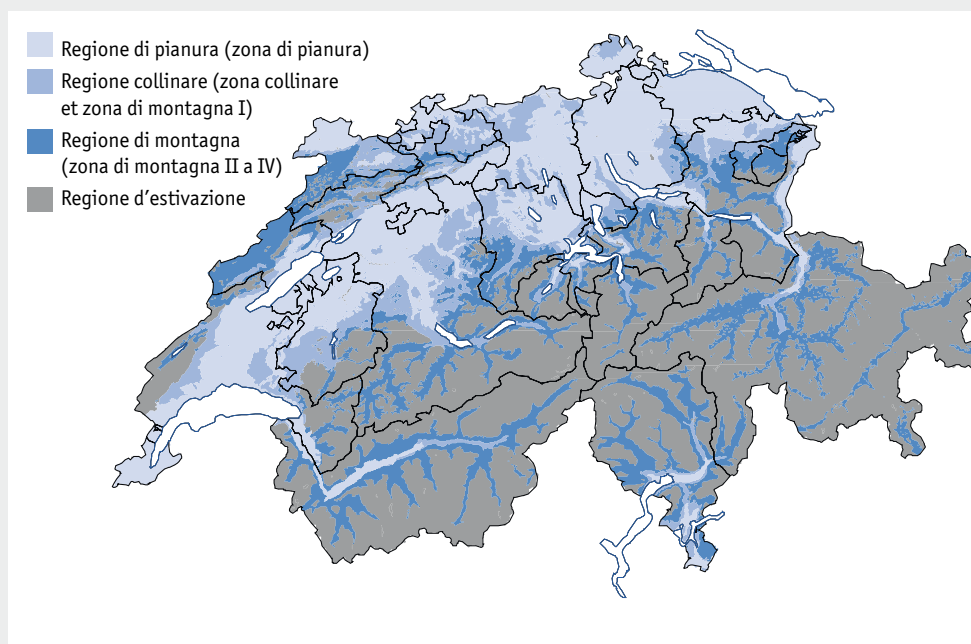 Regione di pianura (zona di pianura)
Regione collinare (zona collinare
et zona di montagna I)
Regione di montagna
(zona di montagna II a IV)
Regione d'estivazione